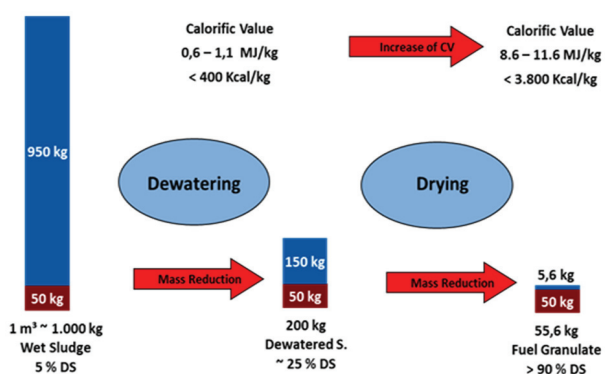 Calorific Value
0,6 – 1,1 MJ/kg
< 400 Kcal/kg
Increase of CV
Calorific Value
8.6 – 11.6 MJ/kg
< 3.800 Kcal/kg
950 kg
Dewatering
Drying
50 kg
Mass Reduction
150 kg
50 kg
Mass Reduction
5,6 kg
50 kg
1 m³ ~ 1.000 kg
Wet Sludge
5 % DS
200 kg
Dewatered S.
~ 25 % DS
55,6 kg
Fuel Granulate
> 90 % DS